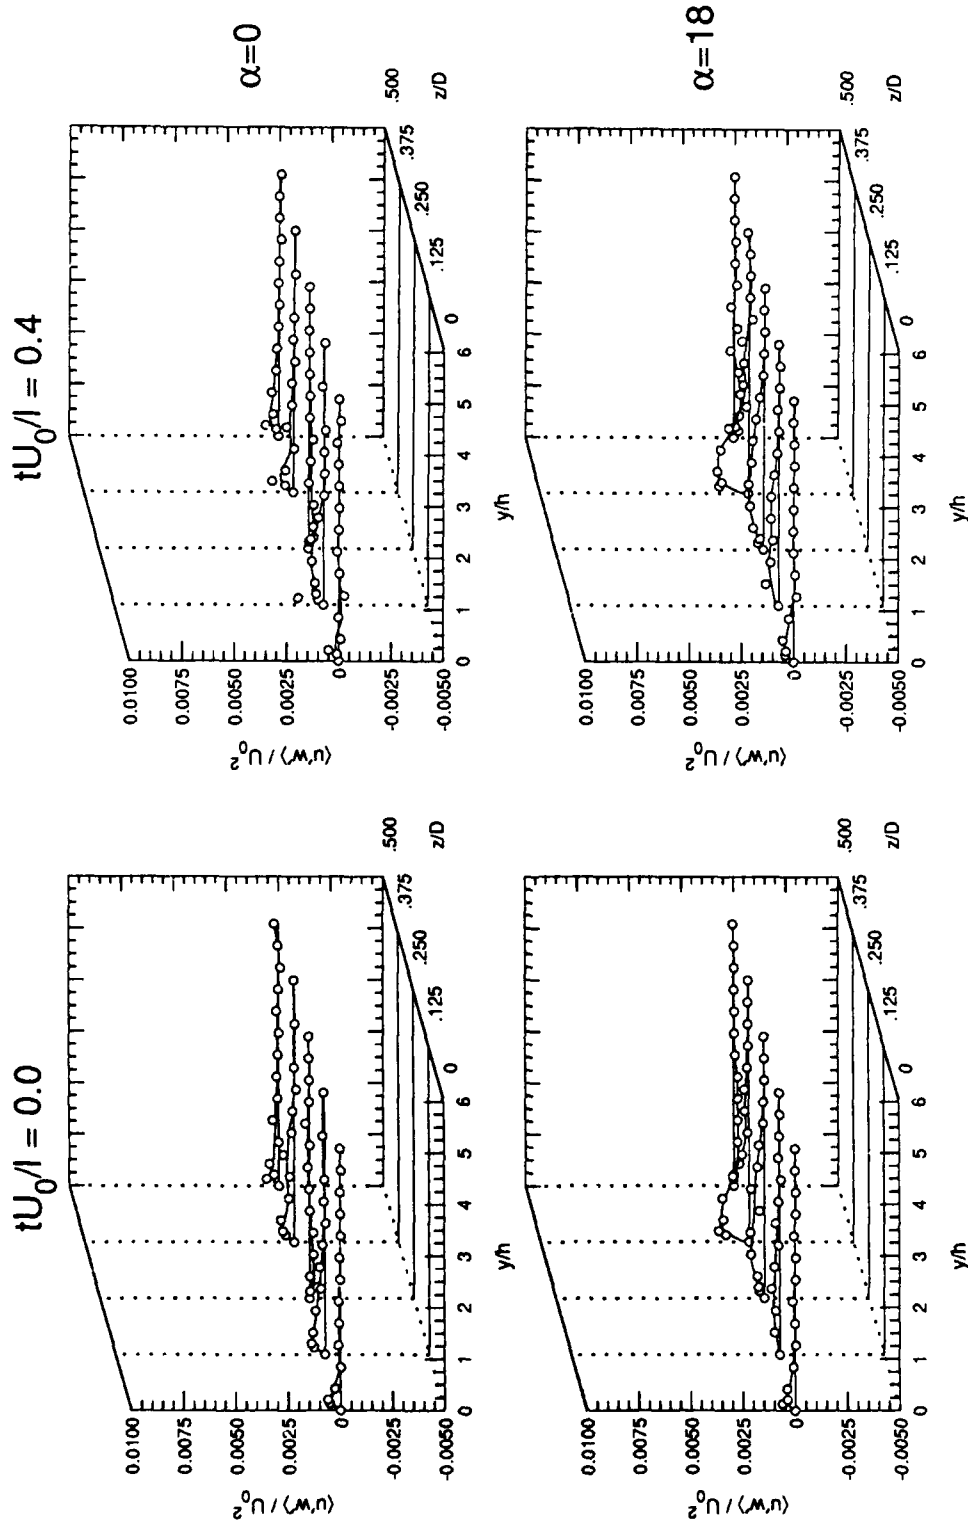 tU₀/l = 0.0
tU₀/l = 0.4
α=0
α=18
⟨u'w'⟩ / U₀²
0.0100
0.0075
0.0050
0.0025
0
-0.0025
-0.0050
0 1 2 3 4 5 6
y/h
0 .125 .250 .375 .500
z/D
⟨u'w'⟩ / U₀²
0.0100
0.0075
0.0050
0.0025
0
-0.0025
-0.0050
0 1 2 3 4 5 6
y/h
0 .125 .250 .375 .500
z/D
⟨u'w'⟩ / U₀²
0.0100
0.0075
0.0050
0.0025
0
-0.0025
-0.0050
0 1 2 3 4 5 6
y/h
0 .125 .250 .375 .500
z/D
⟨u'w'⟩ / U₀²
0.0100
0.0075
0.0050
0.0025
0
-0.0025
-0.0050
0 1 2 3 4 5 6
y/h
0 .125 .250 .375 .500
z/D